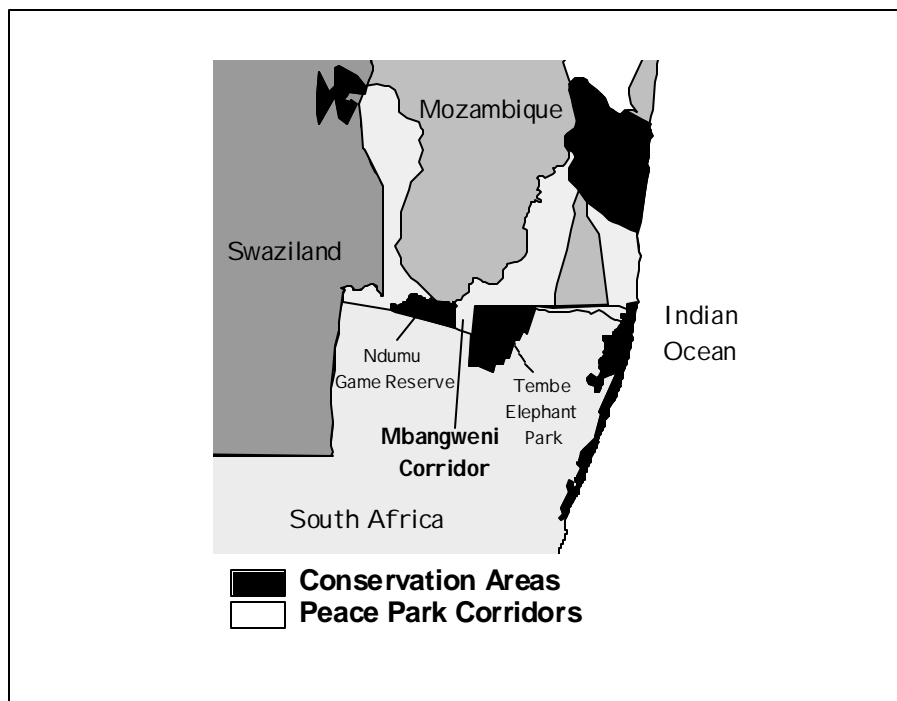 Mozambique
Swaziland
Indian
Ocean
Ndumu
Game Reserve
Tembe
Elephant
Park
Mbangweni
Corridor
South Africa
Conservation Areas
Peace Park Corridors